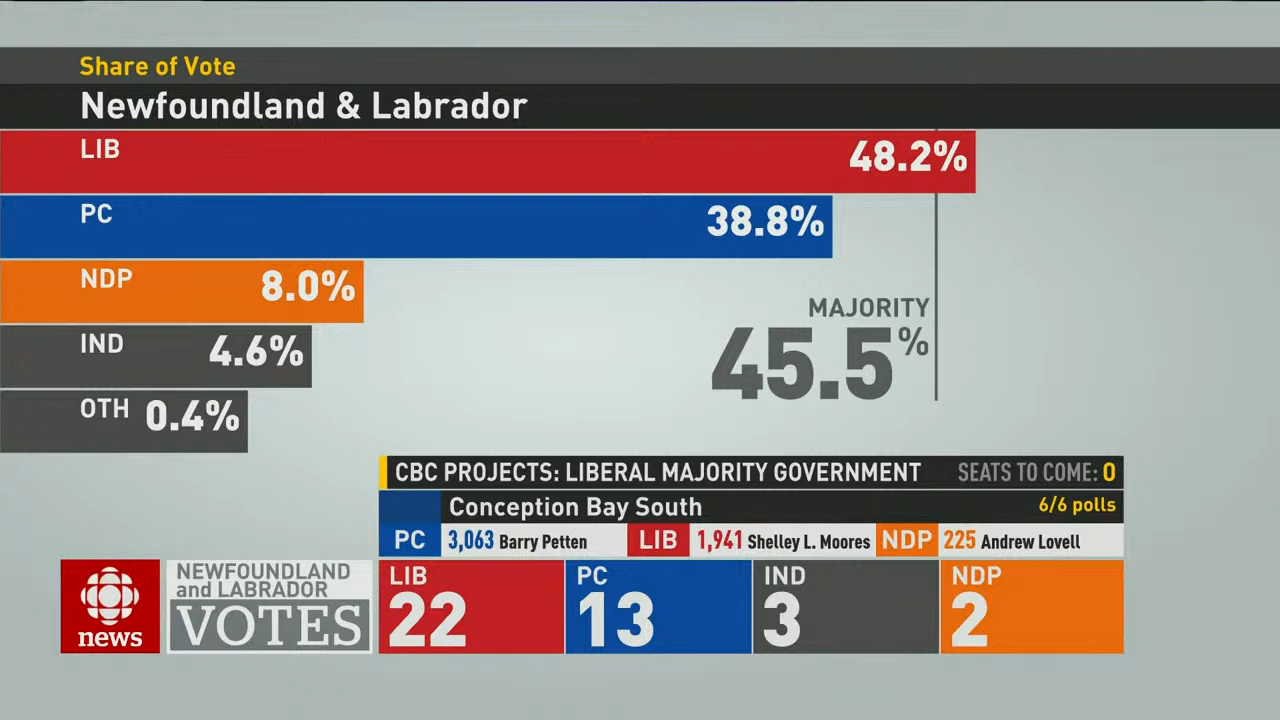 Share of Vote
Newfoundland & Labrador
LIB 48.2%
PC 38.8%
NDP 8.0%
IND 4.6%
OTH 0.4%
MAJORITY
45.5%
CBC PROJECTS: LIBERAL MAJORITY GOVERNMENT SEATS TO COME: 0
Conception Bay South 6/6 polls
PC 3,063 Barry Petten LIB 1,941 Shelley L. Moores NDP 225 Andrew Lovell
news
NEWFOUNDLAND
and LABRADOR
VOTES
LIB PC IND NDP
22 13 3 2